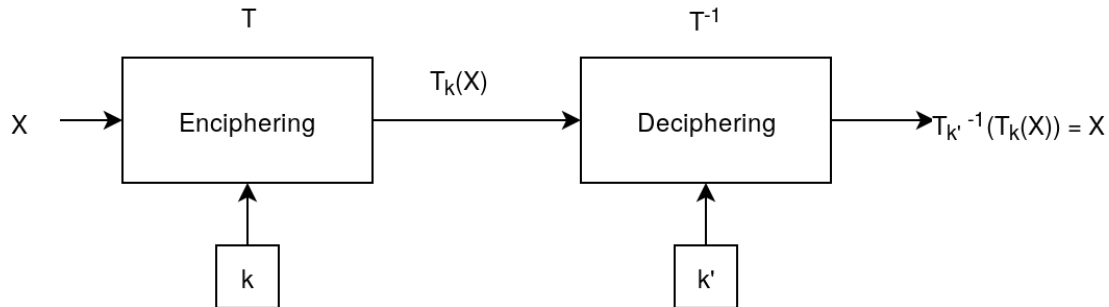 T
T⁻¹
Tₖ(X)
X
Enciphering
Deciphering
Tₖ' ⁻¹(Tₖ(X)) = X
k
k'